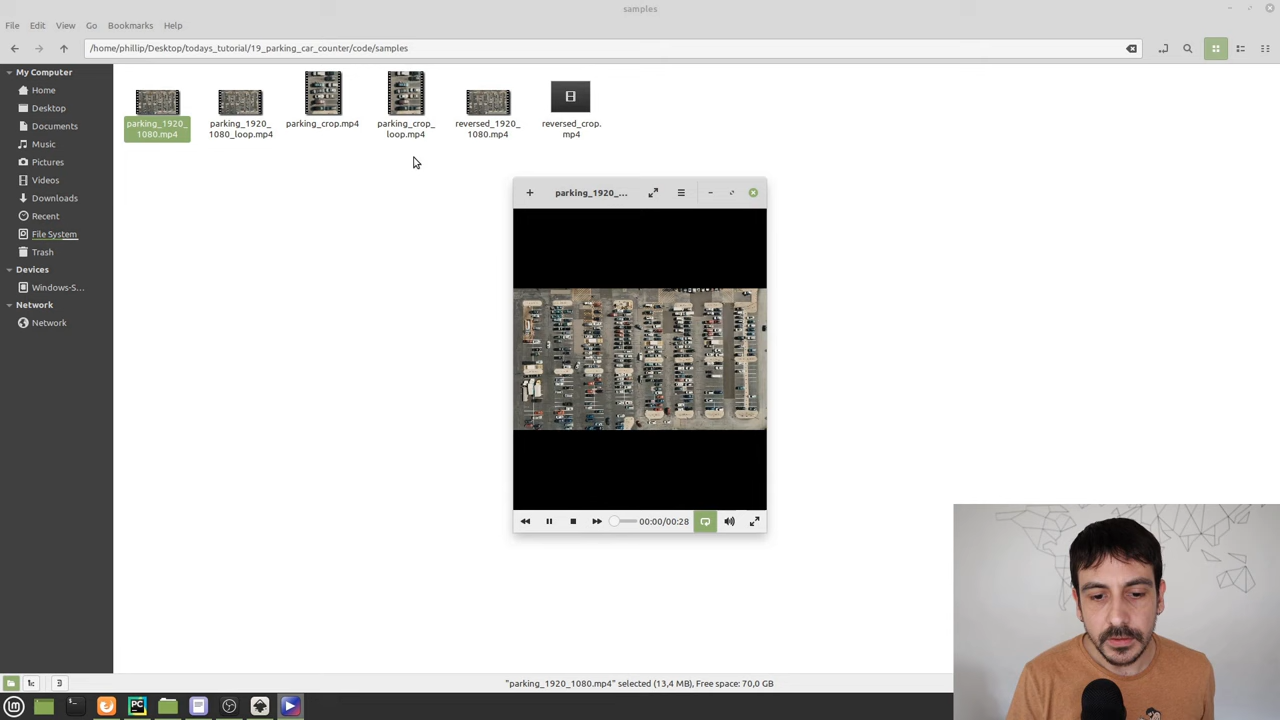 samples
File Edit View Go Bookmarks Help
/home/phillip/Desktop/todays_tutorial/19_parking_car_counter/code/samples
My Computer
Home
Desktop
Documents
Music
Pictures
Videos
Downloads
Recent
File System
Trash
Devices
Windows-S...
Network
Network
parking_1920_
1080.mp4
parking_1920_
1080_loop.mp4
parking_crop.mp4
parking_crop_
loop.mp4
reversed_1920_
1080.mp4
reversed_crop.
mp4
parking_1920_...
00:00/00:28
"parking_1920_1080.mp4" selected (13,4 MB), Free space: 70,0 GB